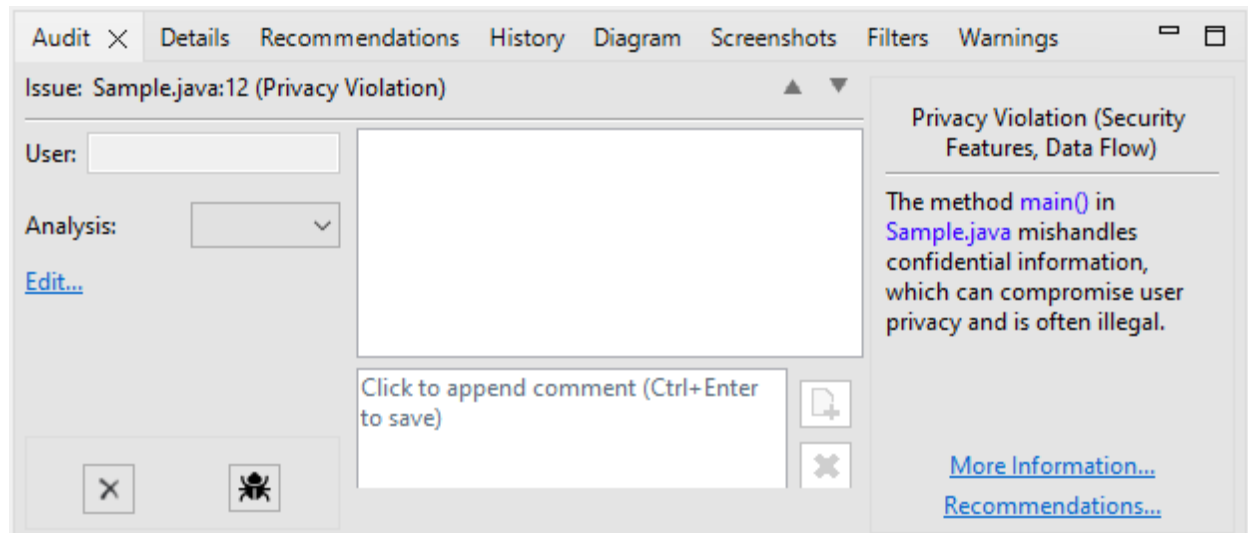 Audit Details Recommendations History Diagram Screenshots Filters Warnings
Issue: Sample.java:12 (Privacy Violation)
User:
Analysis:
Edit...
Click to append comment (Ctrl+Enter
to save)
Privacy Violation (Security
Features, Data Flow)
The method main() in
Sample.java mishandles
confidential information,
which can compromise user
privacy and is often illegal.
More Information...
Recommendations...